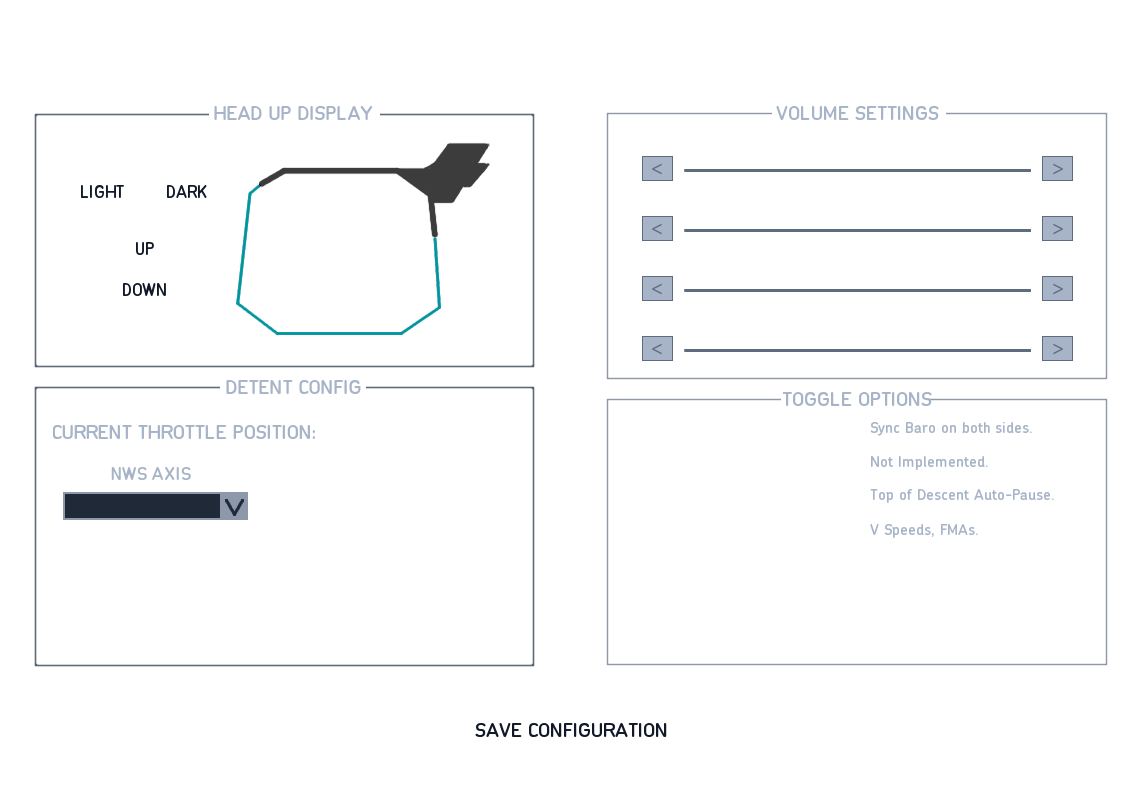 HEAD UP DISPLAY
LIGHT DARK
UP
DOWN
DETENT CONFIG
CURRENT THROTTLE POSITION:
NWS AXIS
V
VOLUME SETTINGS
< >
< >
< >
< >
TOGGLE OPTIONS
Sync Baro on both sides.
Not Implemented.
Top of Descent Auto-Pause.
V Speeds, FMAs.
SAVE CONFIGURATION